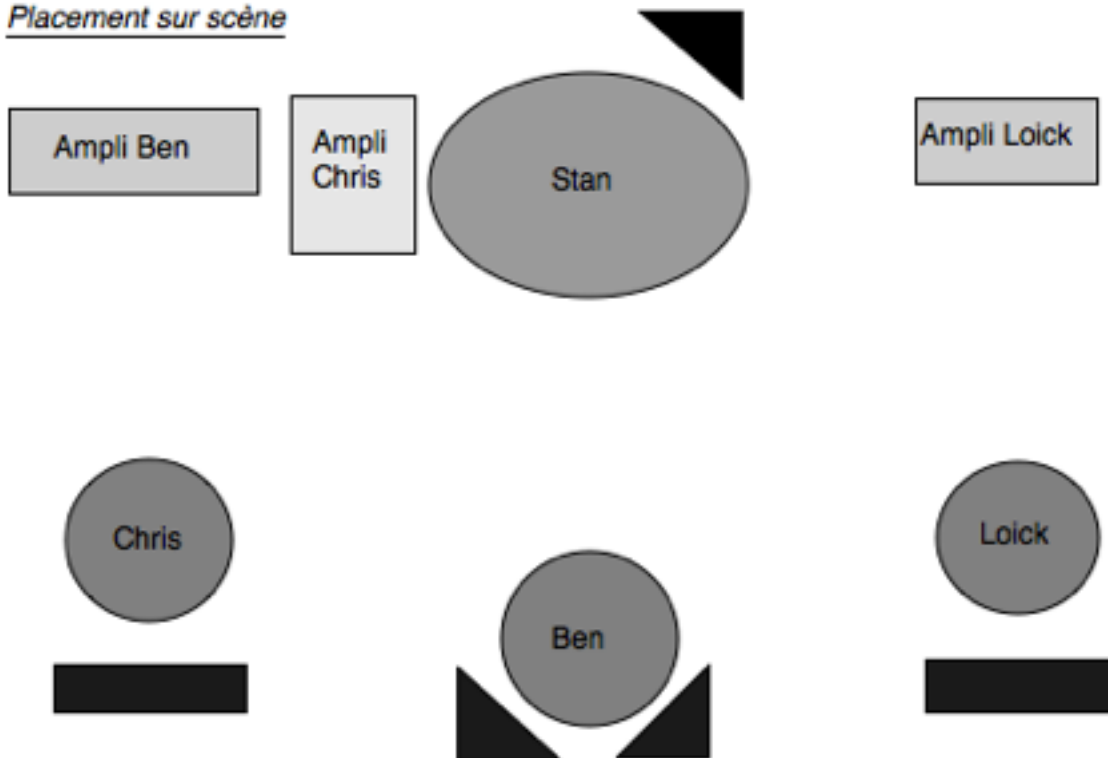 Placement sur scène
Ampli Ben
Ampli
Chris
Stan
Ampli Loick
Chris
Ben
Loick